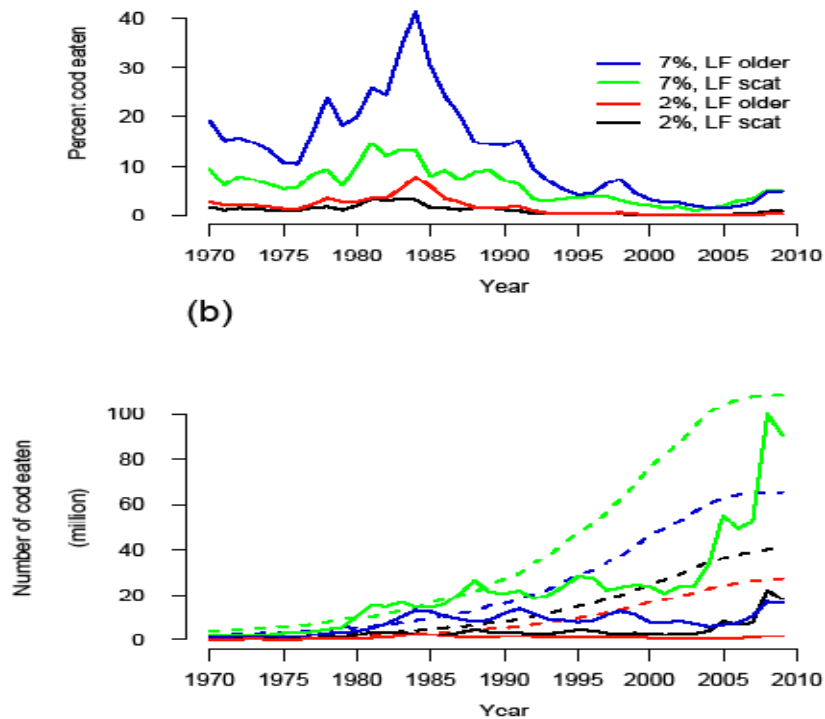 Percent cod eaten
40
30
20
10
0
7%, LF older
7%, LF scat
2%, LF older
2%, LF scat
1970 1975 1980 1985 1990 1995 2000 2005 2010
Year
(b)
Number of cod eaten
(million)
100
80
60
40
20
0
1970 1975 1980 1985 1990 1995 2000 2005 2010
Year